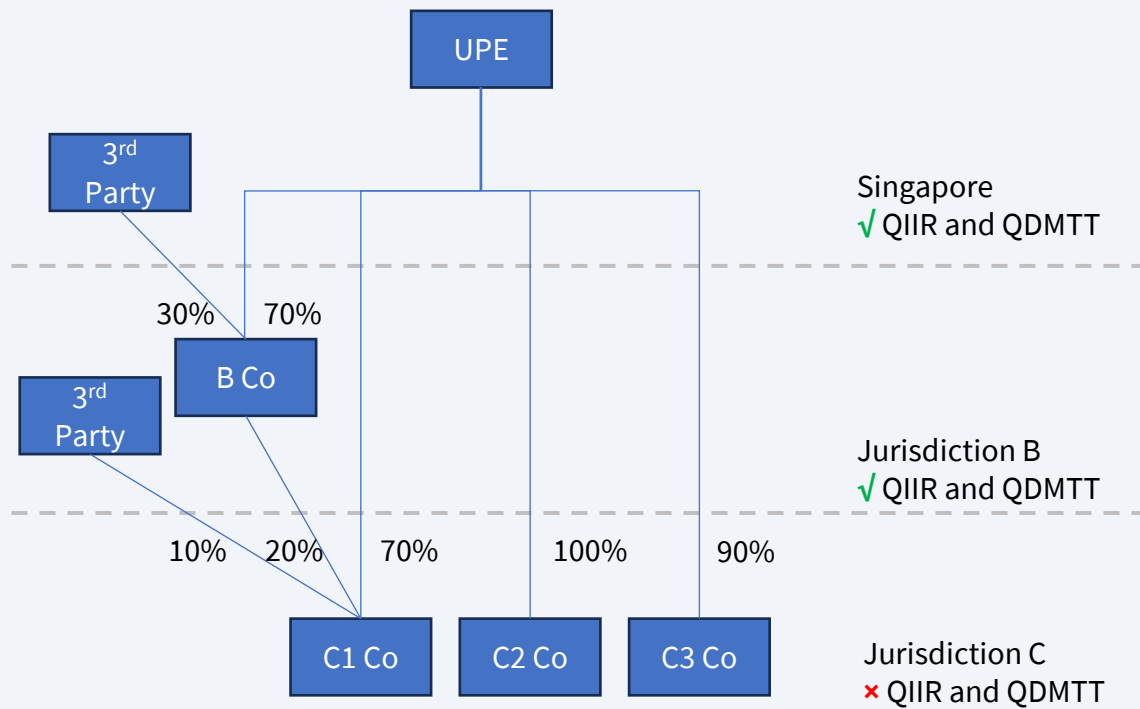 UPE
3rd
Party
Singapore
√ QIIR and QDMTT
30%
70%
B Co
3rd
Party
Jurisdiction B
√ QIIR and QDMTT
10%
20%
70%
100%
90%
C1 Co
C2 Co
C3 Co
Jurisdiction C
× QIIR and QDMTT